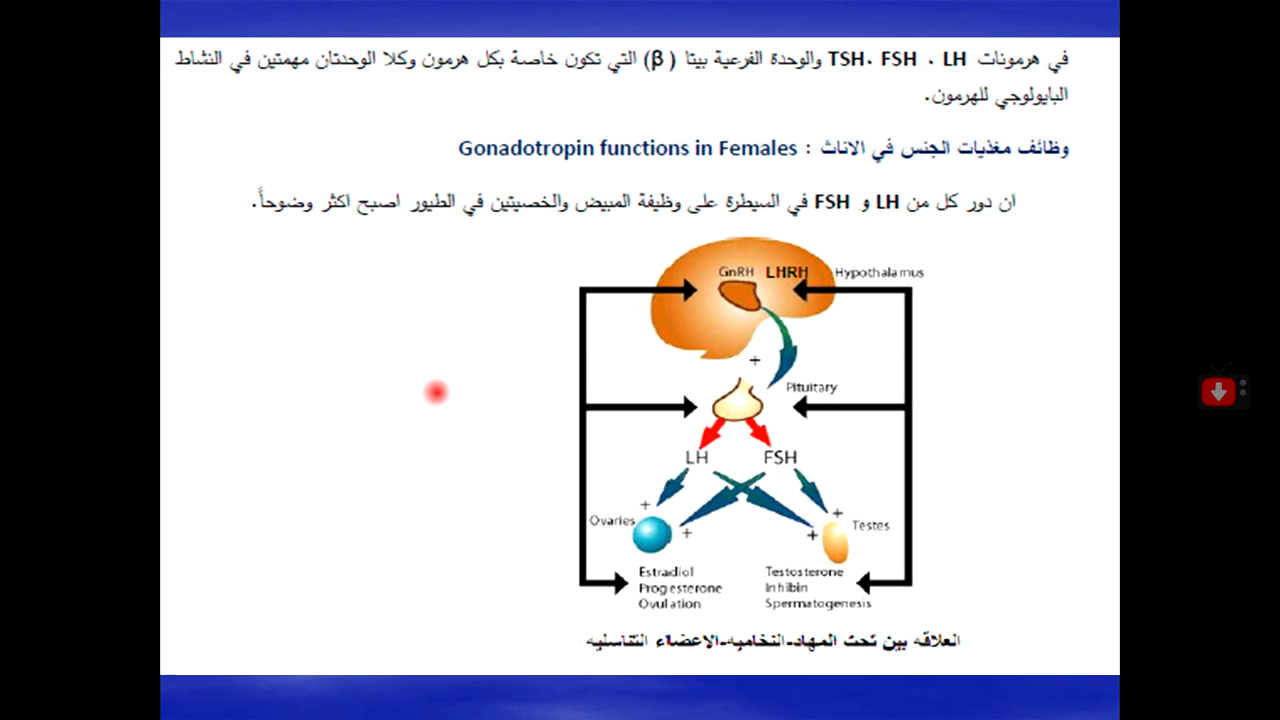 في هرمونات TSH، FSH ، LH والوحدة الفرعية بيتا ( β) التي تكون خاصة بكل هرمون وكلا الوحدتان مهمتين في النشاط
البايولوجي للهرمون.
وظائف مغذيات الجنس في الاناث : Gonadotropin functions in Females
ان دور كل من LH و FSH في السيطرة على وظيفة المبيض والخصيتين في الطيور اصبح اكثر وضوحاً.
GnRH LHRH Hypothalamus
+
Pituitary
LH FSH
+ +
Ovaries Testes
+ +
Estradiol Testosterone
Progesterone Inhibin
Ovulation Spermatogenesis
العلاقه بين تحت المهاد-النخاميه-الاعضاء التناسليه